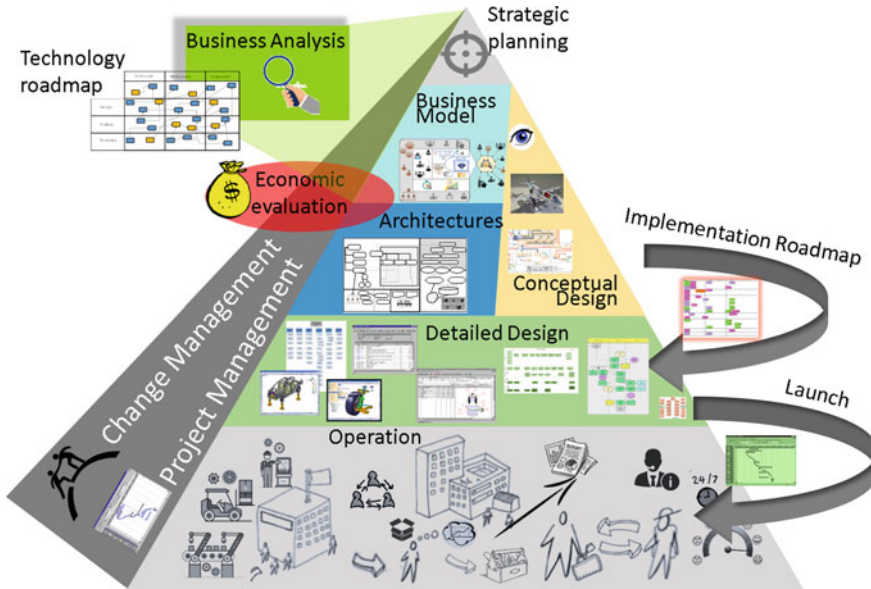 Strategic
planning
Business Analysis
Technology
roadmap
Business
Model
$
Economic
evaluation
Architectures
Implementation Roadmap
Conceptual
Design
Change Management
Project Management
Detailed Design
Launch
Operation
24/7